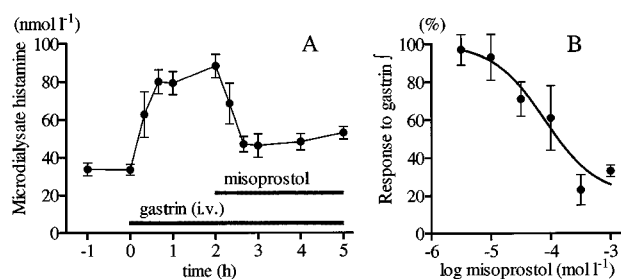 (nmol l⁻¹)
A
Microdialysate histamine
100
80
60
40
20
0
misoprostol
gastrin (i.v.)
-1 0 1 2 3 4 5
time (h)
(%)
B
Response to gastrin ∫
100
80
60
40
20
0
-6 -5 -4 -3
log misoprostol (mol l⁻¹)